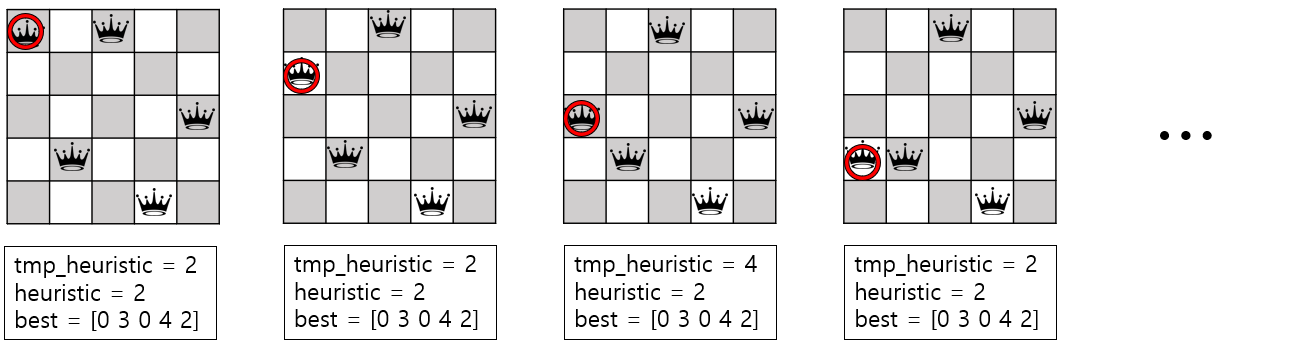 tmp_heuristic = 2
heuristic = 2
best = [0 3 0 4 2]
tmp_heuristic = 2
heuristic = 2
best = [0 3 0 4 2]
tmp_heuristic = 4
heuristic = 2
best = [0 3 0 4 2]
tmp_heuristic = 2
heuristic = 2
best = [0 3 0 4 2]